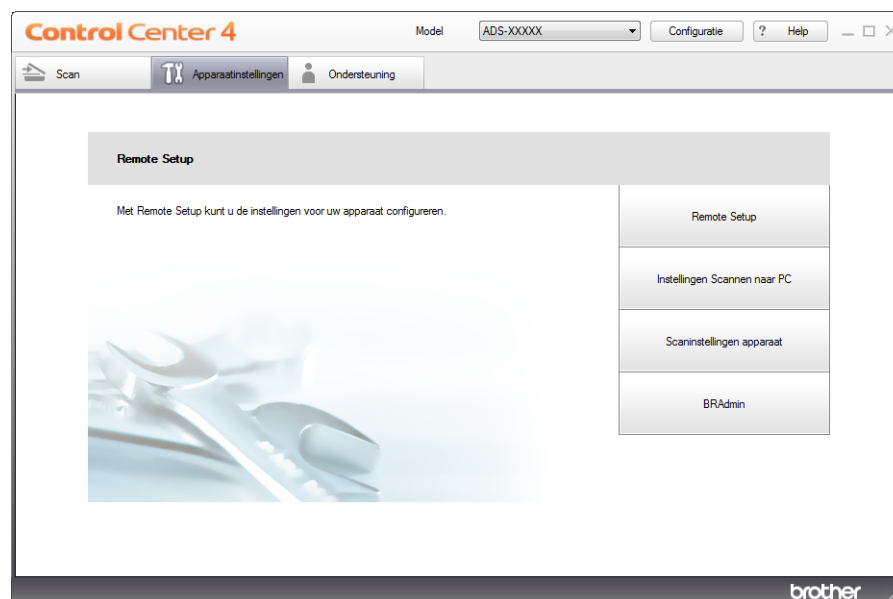 Control Center 4
Model
ADS-XXXXX
Configuratie
? Help
Scan
Apparaatinstellingen
Ondersteuning
Remote Setup
Met Remote Setup kunt u de instellingen voor uw apparaat configureren.
Remote Setup
Instellingen Scannen naar PC
Scaninstellingen apparaat
BRAdmin
brother